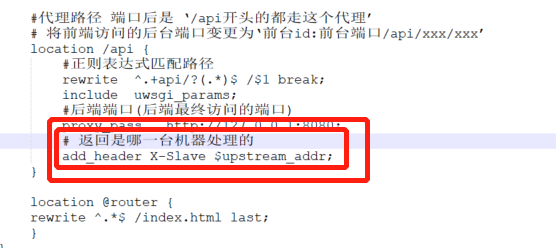 #代理路径 端口后是 ‘/api开头的都走这个代理’
# 将前端访问的后台端口变更为‘前台id:前台端口/api/xxx/xxx’
location /api {
#正则表达式匹配路径
rewrite ^.+api/?(.*)$ /$1 break;
include uwsgi_params;
#后端端口(后端最终访问的端口)
proxy_pass http://127.0.0.1:8080;
# 返回是哪一台机器处理的
add_header X-Slave $upstream_addr;
}
location @router {
rewrite ^.*$ /index.html last;
}